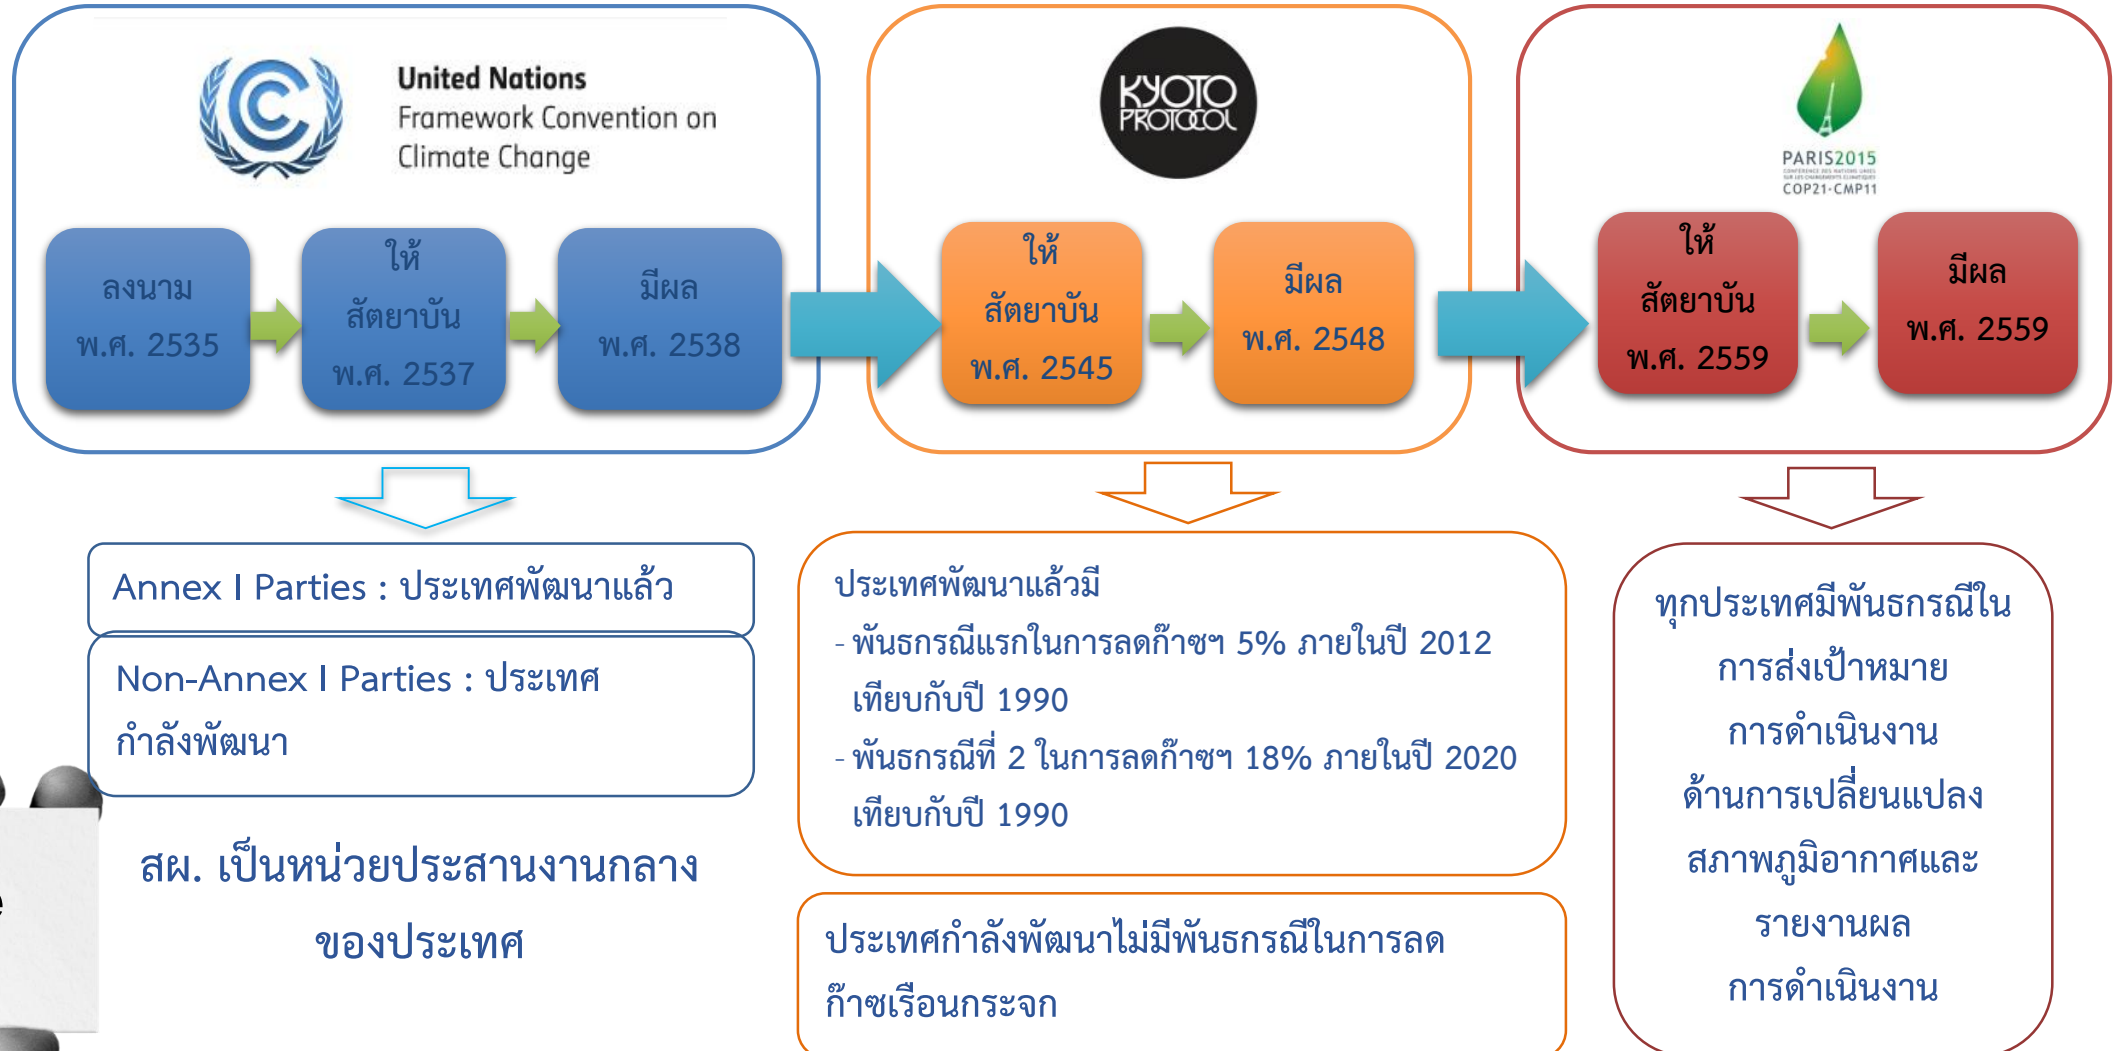 United Nations
Framework Convention on
Climate Change
ลงนาม
พ.ศ. 2535
ให้
สัตยาบัน
พ.ศ. 2537
มีผล
พ.ศ. 2538
KYOTO
PROTOCOL
ให้
สัตยาบัน
พ.ศ. 2545
มีผล
พ.ศ. 2548
PARIS2015
CONFÉRENCE DES NATIONS UNIES
SUR LES CHANGEMENTS CLIMATIQUES
COP21·CMP11
ให้
สัตยาบัน
พ.ศ. 2559
มีผล
พ.ศ. 2559
Annex I Parties : ประเทศพัฒนาแล้ว
Non-Annex I Parties : ประเทศ
กำลังพัฒนา
สผ. เป็นหน่วยประสานงานกลาง
ของประเทศ
ประเทศพัฒนาแล้วมี
- พันธกรณีแรกในการลดก๊าซฯ 5% ภายในปี 2012
เทียบกับปี 1990
- พันธกรณีที่ 2 ในการลดก๊าซฯ 18% ภายในปี 2020
เทียบกับปี 1990
ประเทศกำลังพัฒนาไม่มีพันธกรณีในการลด
ก๊าซเรือนกระจก
ทุกประเทศมีพันธกรณีใน
การส่งเป้าหมาย
การดำเนินงาน
ด้านการเปลี่ยนแปลง
สภาพภูมิอากาศและ
รายงานผล
การดำเนินงาน